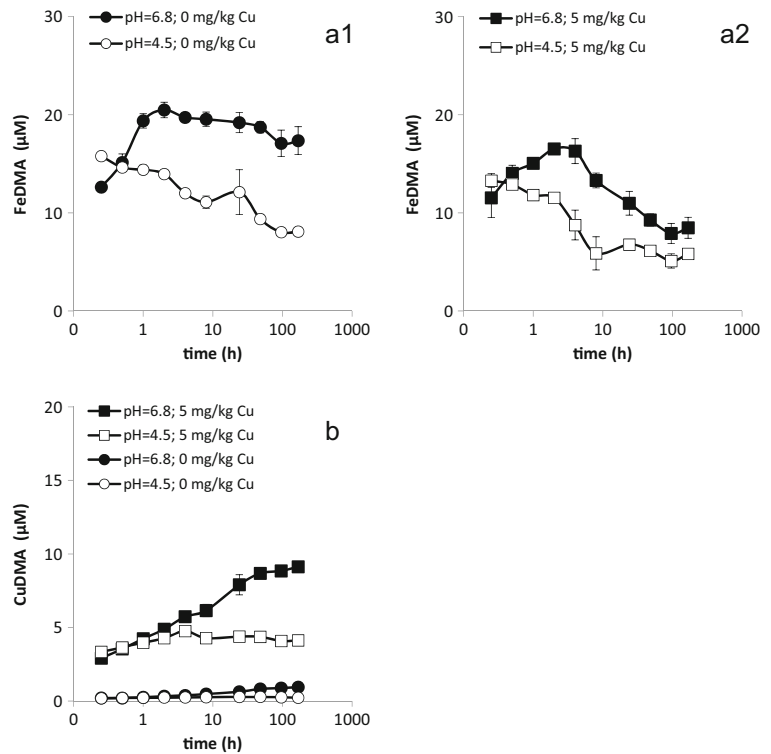 pH=6.8; 0 mg/kg Cu
pH=4.5; 0 mg/kg Cu
a1
30
20
10
0
FeDMA (µM)
0 1 10 100 1000
time (h)
pH=6.8; 5 mg/kg Cu
pH=4.5; 5 mg/kg Cu
a2
30
20
10
0
FeDMA (µM)
0 1 10 100 1000
time (h)
pH=6.8; 5 mg/kg Cu
pH=4.5; 5 mg/kg Cu
pH=6.8; 0 mg/kg Cu
pH=4.5; 0 mg/kg Cu
b
20
15
10
5
0
CuDMA (µM)
0 1 10 100 1000
time (h)